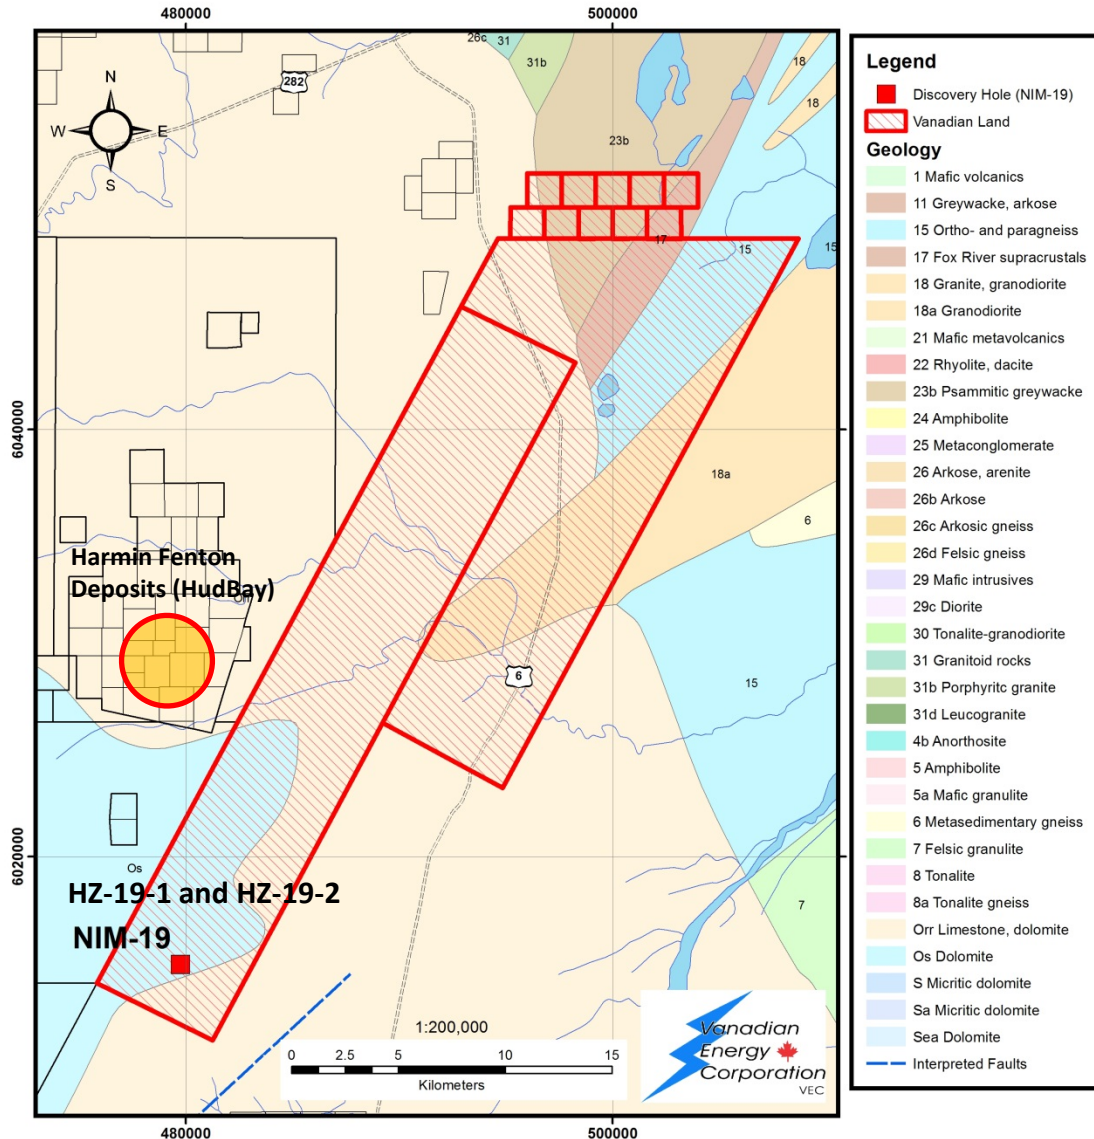 480000
500000
26c
31
31b
282
18
18
23b
N
W
E
S
17
15
15
6040000
6040000
18a
6
Harmin Fenton
Deposits (HudBay)
Orr
6
15
6020000
6020000
Os
HZ-19-1 and HZ-19-2
NIM-19
7
1:200,000
0
2.5
5
10
15
Kilometers
Vanadian
Energy
Corporation
VEC
480000
500000
Legend
Discovery Hole (NIM-19)
Vanadian Land
Geology
1 Mafic volcanics
11 Greywacke, arkose
15 Ortho- and paragneiss
17 Fox River supracrustals
18 Granite, granodiorite
18a Granodiorite
21 Mafic metavolcanics
22 Rhyolite, dacite
23b Psammitic greywacke
24 Amphibolite
25 Metaconglomerate
26 Arkose, arenite
26b Arkose
26c Arkosic gneiss
26d Felsic gneiss
29 Mafic intrusives
29c Diorite
30 Tonalite-granodiorite
31 Granitoid rocks
31b Porphyritc granite
31d Leucogranite
4b Anorthosite
5 Amphibolite
5a Mafic granulite
6 Metasedimentary gneiss
7 Felsic granulite
8 Tonalite
8a Tonalite gneiss
Orr Limestone, dolomite
Os Dolomite
S Micritic dolomite
Sa Micritic dolomite
Sea Dolomite
Interpreted Faults